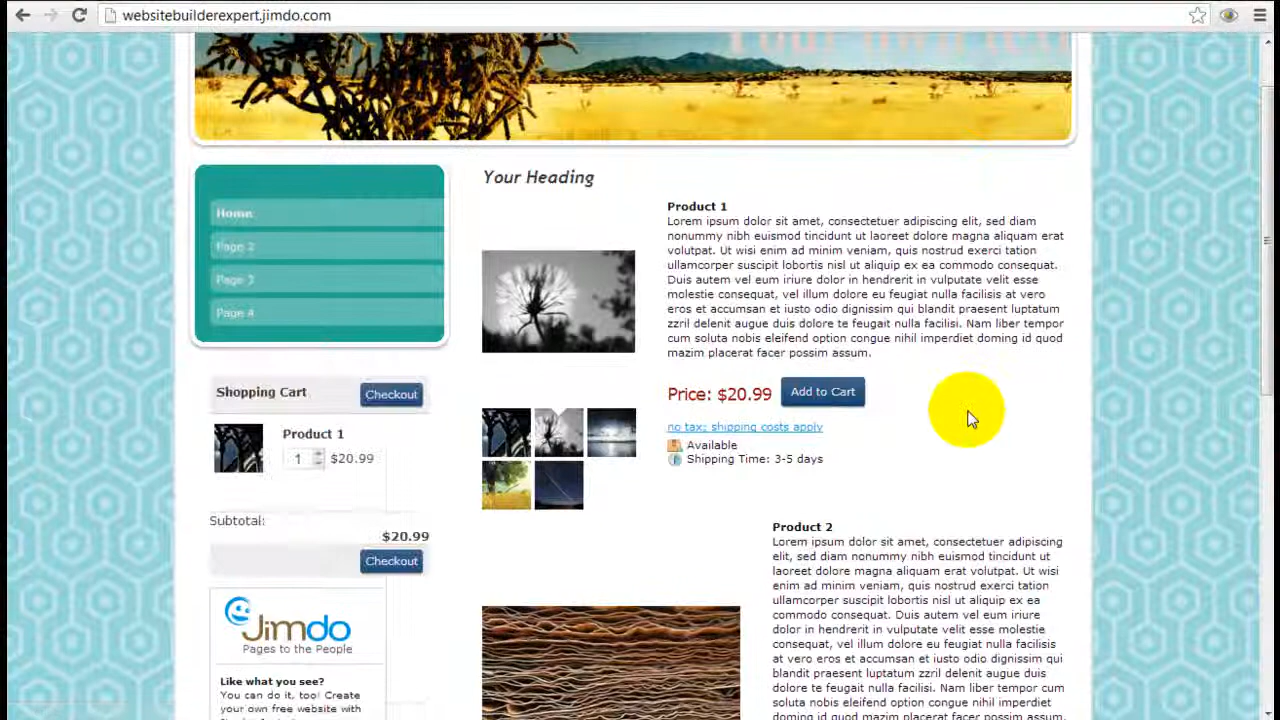 websitebuilderexpert.jimdo.com
Your own text
Home
Page 2
Page 3
Page 4
Shopping Cart
Checkout
Product 1
1
$20.99
Subtotal:
$20.99
Checkout
Jimdo
Pages to the People
Like what you see?
You can do it, too! Create
your own free website with
Your Heading
Product 1
Lorem ipsum dolor sit amet, consectetuer adipiscing elit, sed diam
nonummy nibh euismod tincidunt ut laoreet dolore magna aliquam erat
volutpat. Ut wisi enim ad minim veniam, quis nostrud exerci tation
ullamcorper suscipit lobortis nisl ut aliquip ex ea commodo consequat.
Duis autem vel eum iriure dolor in hendrerit in vulputate velit esse
molestie consequat, vel illum dolore eu feugiat nulla facilisis at vero
eros et accumsan et iusto odio dignissim qui blandit praesent luptatum
zzril delenit augue duis dolore te feugait nulla facilisi. Nam liber tempor
cum soluta nobis eleifend option congue nihil imperdiet doming id quod
mazim placerat facer possim assum.
Price: $20.99
Add to Cart
no tax; shipping costs apply
Available
Shipping Time: 3-5 days
Product 2
Lorem ipsum dolor sit amet, consectetuer adipiscing
elit, sed diam nonummy nibh euismod tincidunt ut
laoreet dolore magna aliquam erat volutpat. Ut wisi
enim ad minim veniam, quis nostrud exerci tation
ullamcorper suscipit lobortis nisl ut aliquip ex ea
commodo consequat. Duis autem vel eum iriure
dolor in hendrerit in vulputate velit esse molestie
consequat, vel illum dolore eu feugiat nulla facilisis
at vero eros et accumsan et iusto odio dignissim qui
blandit praesent luptatum zzril delenit augue duis
dolore te feugait nulla facilisi. Nam liber tempor cum
soluta nobis eleifend option congue nihil imperdiet